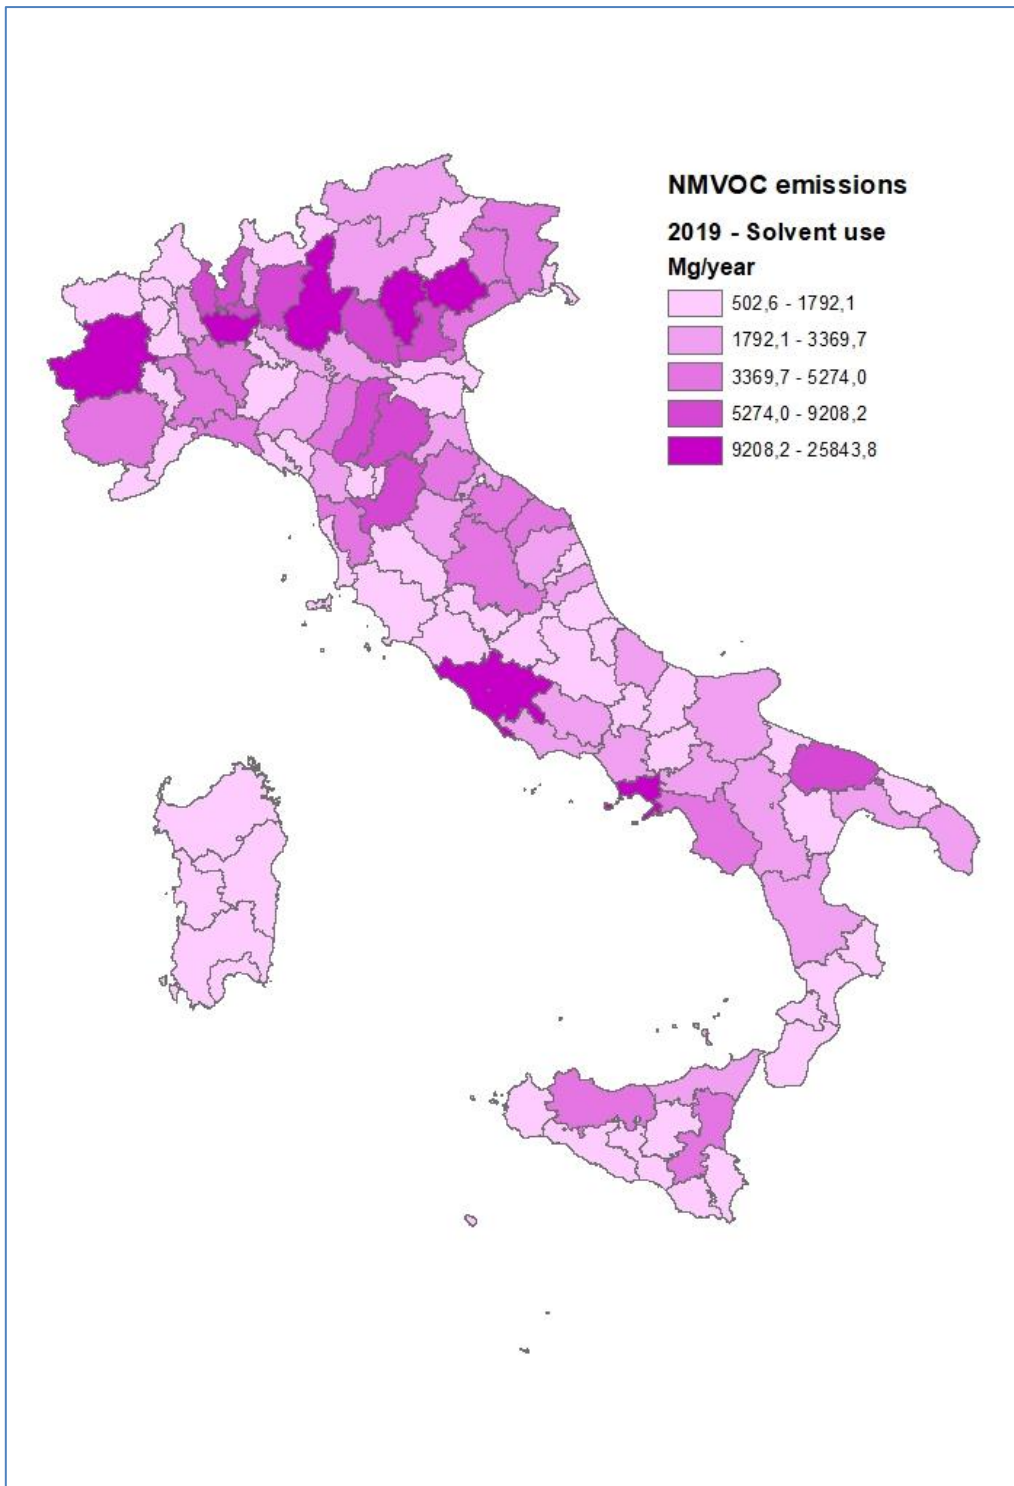 NMVOC emissions
2019 - Solvent use
Mg/year
502,6 - 1792,1
1792,1 - 3369,7
3369,7 - 5274,0
5274,0 - 9208,2
9208,2 - 25843,8